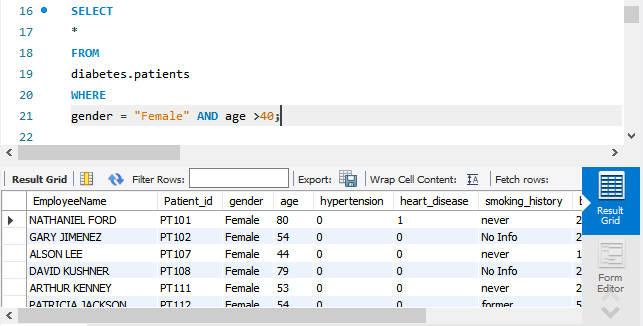 16 SELECT
17 *
18 FROM
19 diabetes.patients
20 WHERE
21 gender = "Female" AND age >40;
22
Result Grid Filter Rows: Export: Wrap Cell Content: Fetch rows:
EmployeeName Patient_id gender age hypertension heart_disease smoking_history b
NATHANIEL FORD PT101 Female 80 0 1 never 2
GARY JIMENEZ PT102 Female 54 0 0 No Info 2
ALSON LEE PT107 Female 44 0 0 never 1
DAVID KUSHNER PT108 Female 79 0 0 No Info 2
ARTHUR KENNEY PT111 Female 53 0 0 never 2
PATRICIA JACKSON PT112 Female 54 0 0 former 5
Result
Grid
Form
Editor